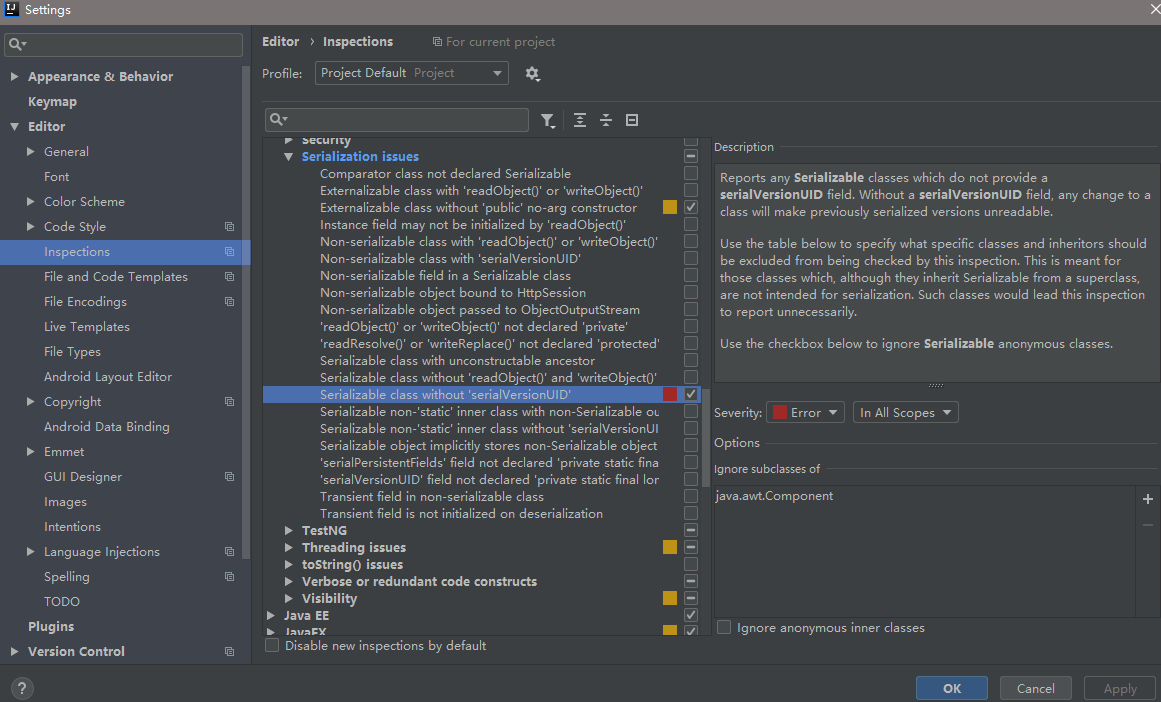 Settings
Appearance & Behavior
Keymap
Editor
General
Font
Color Scheme
Code Style
Inspections
File and Code Templates
File Encodings
Live Templates
File Types
Android Layout Editor
Copyright
Android Data Binding
Emmet
GUI Designer
Images
Intentions
Language Injections
Spelling
TODO
Plugins
Version Control
Editor › Inspections For current project
Profile: Project Default Project
Security
Serialization issues
Comparator class not declared Serializable
Externalizable class with 'readObject()' or 'writeObject()'
Externalizable class without 'public' no-arg constructor
Instance field may not be initialized by 'readObject()'
Non-serializable class with 'readObject()' or 'writeObject()'
Non-serializable class with 'serialVersionUID'
Non-serializable field in a Serializable class
Non-serializable object bound to HttpSession
Non-serializable object passed to ObjectOutputStream
'readObject()' or 'writeObject()' not declared 'private'
'readResolve()' or 'writeReplace()' not declared 'protected'
Serializable class with unconstructable ancestor
Serializable class without 'readObject()' and 'writeObject()'
Serializable class without 'serialVersionUID'
Serializable non-'static' inner class with non-Serializable ou
Serializable non-'static' inner class without 'serialVersionUI
Serializable object implicitly stores non-Serializable object
'serialPersistentFields' field not declared 'private static fina
'serialVersionUID' field not declared 'private static final lor
Transient field in non-serializable class
Transient field is not initialized on deserialization
TestNG
Threading issues
toString() issues
Verbose or redundant code constructs
Visibility
Java EE
JavaFX
Disable new inspections by default
Description
Reports any Serializable classes which do not provide a
serialVersionUID field. Without a serialVersionUID field, any change to a
class will make previously serialized versions unreadable.
Use the table below to specify what specific classes and inheritors should
be excluded from being checked by this inspection. This is meant for
those classes which, although they inherit Serializable from a superclass,
are not intended for serialization. Such classes would lead this inspection
to report unnecessarily.
Use the checkbox below to ignore Serializable anonymous classes.
Severity: Error In All Scopes
Options
Ignore subclasses of
java.awt.Component
Ignore anonymous inner classes
?
OK
Cancel
Apply